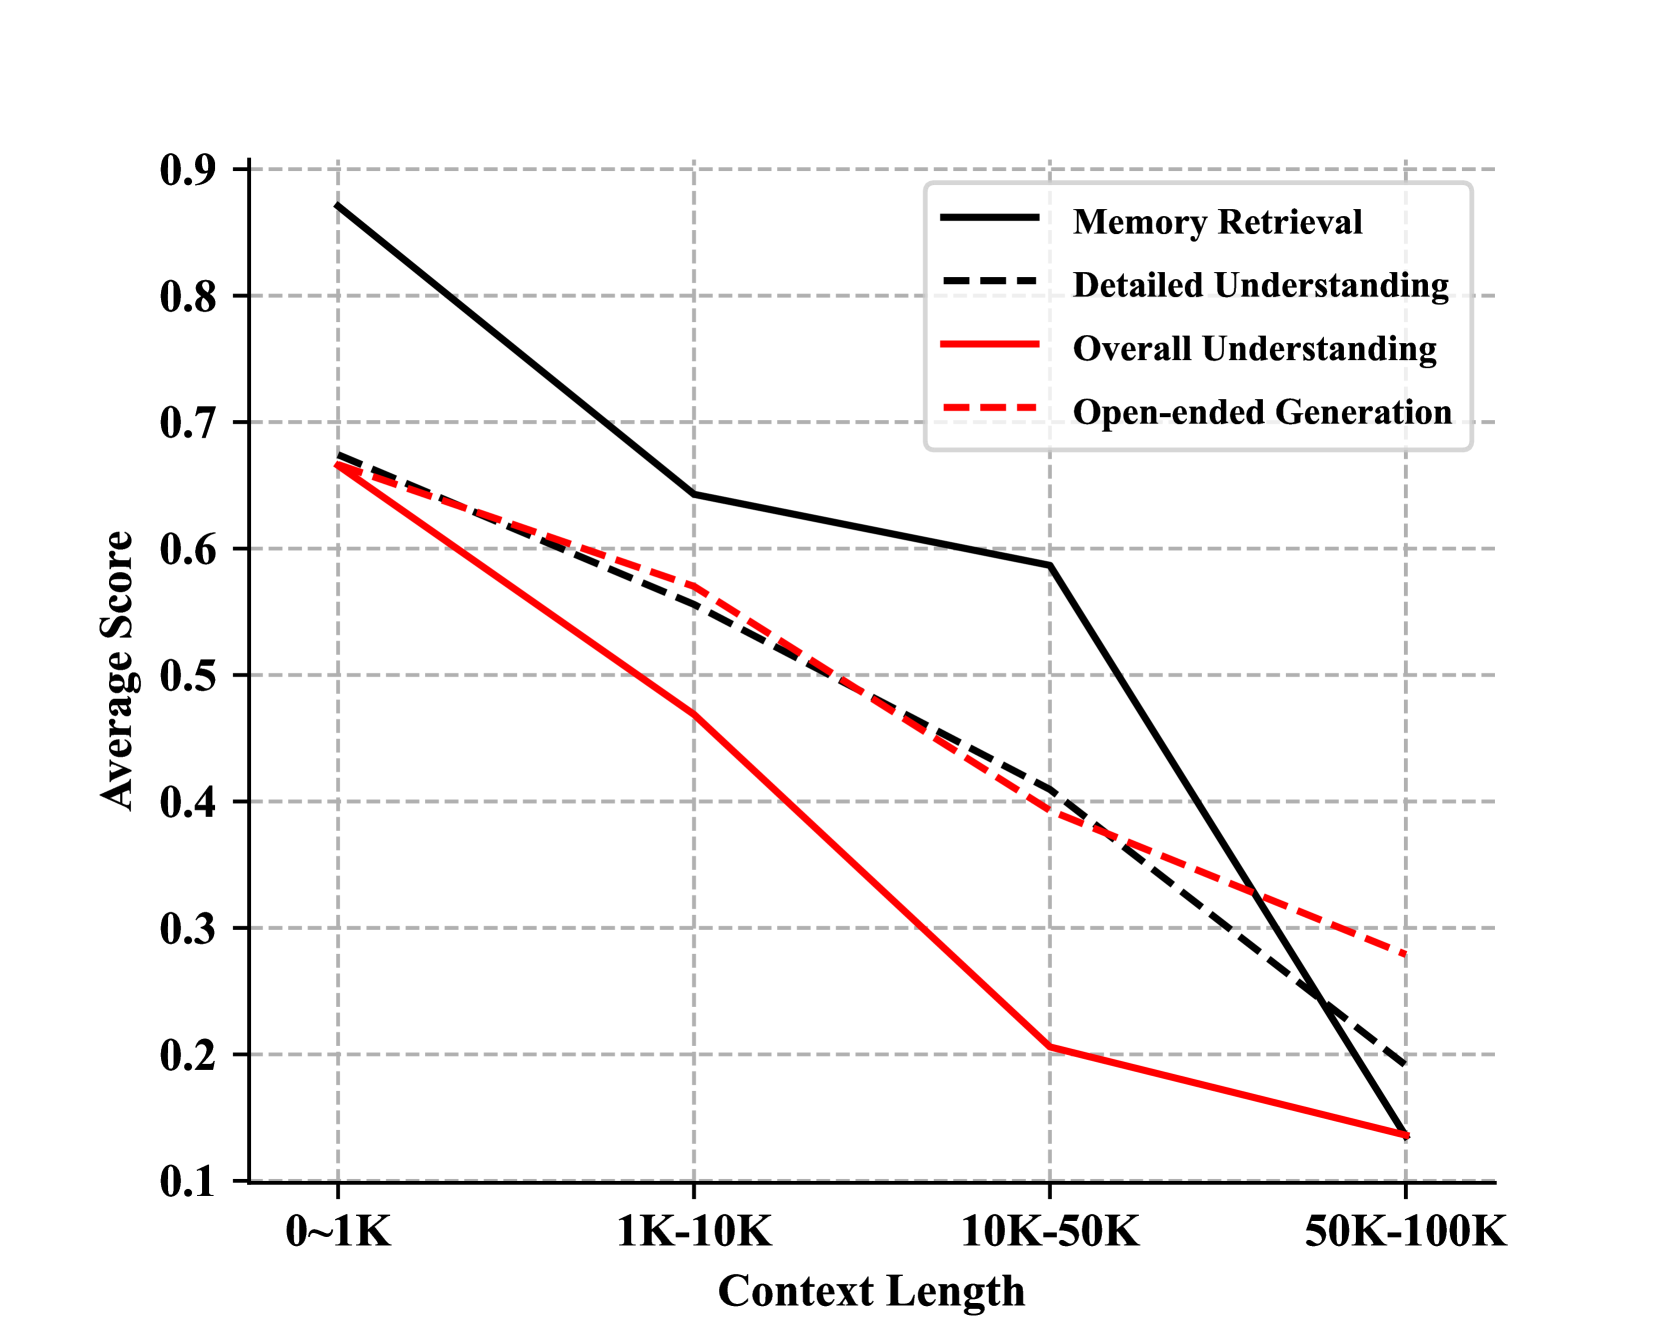 0.9
0.8
0.7
0.6
0.5
0.4
0.3
0.2
0.1
Average Score
Memory Retrieval
Detailed Understanding
Overall Understanding
Open-ended Generation
0~1K
1K-10K
10K-50K
50K-100K
Context Length